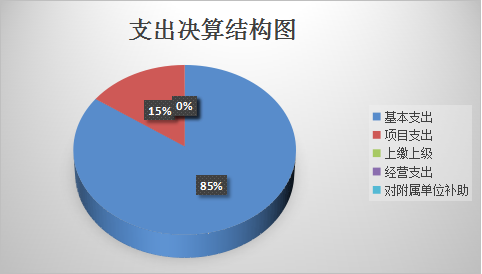 支出决算结构图
15%
0%
85%
基本支出
项目支出
上缴上级
经营支出
对附属单位补助